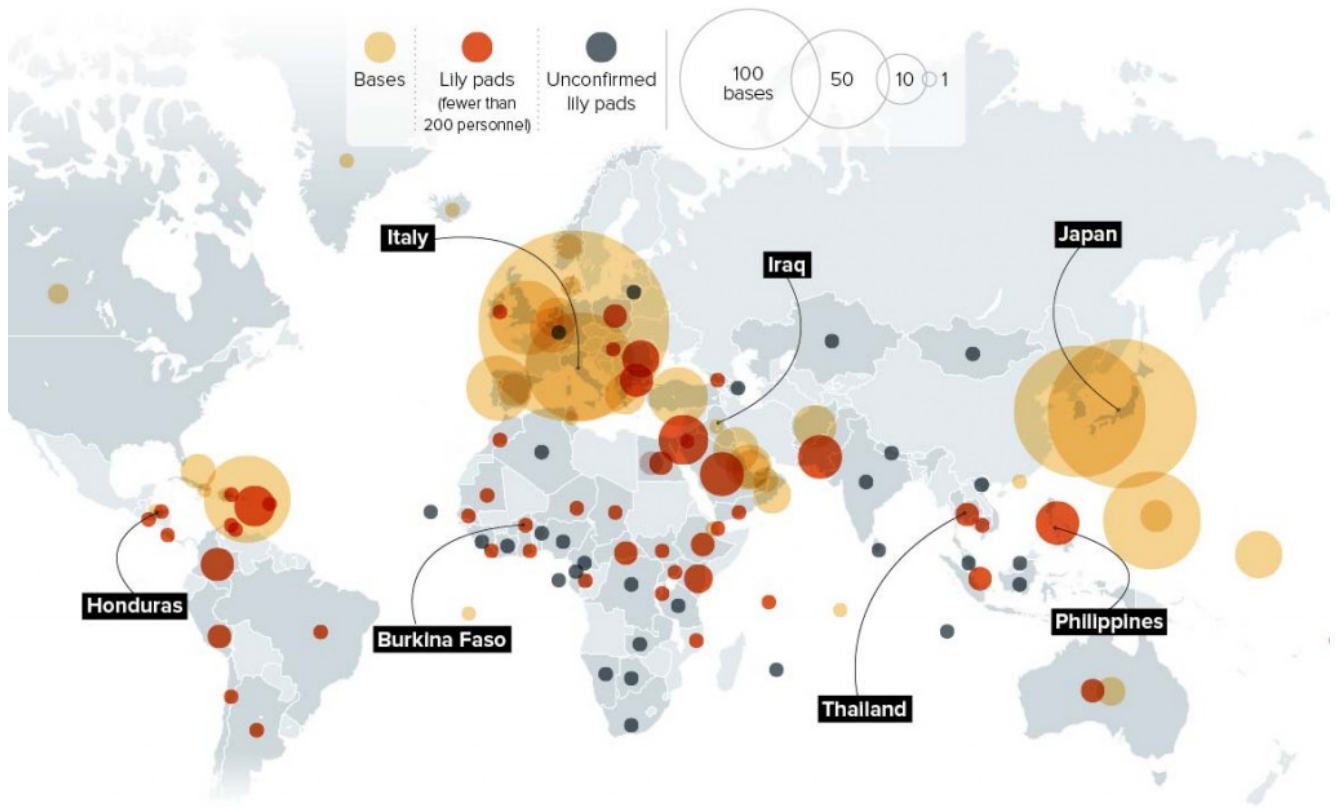 Bases
Lily pads
(fewer than
200 personnel)
Unconfirmed
lily pads
100
bases
50
10
1
Italy
Iraq
Japan
Honduras
Burkina Faso
Thailand
Philippines